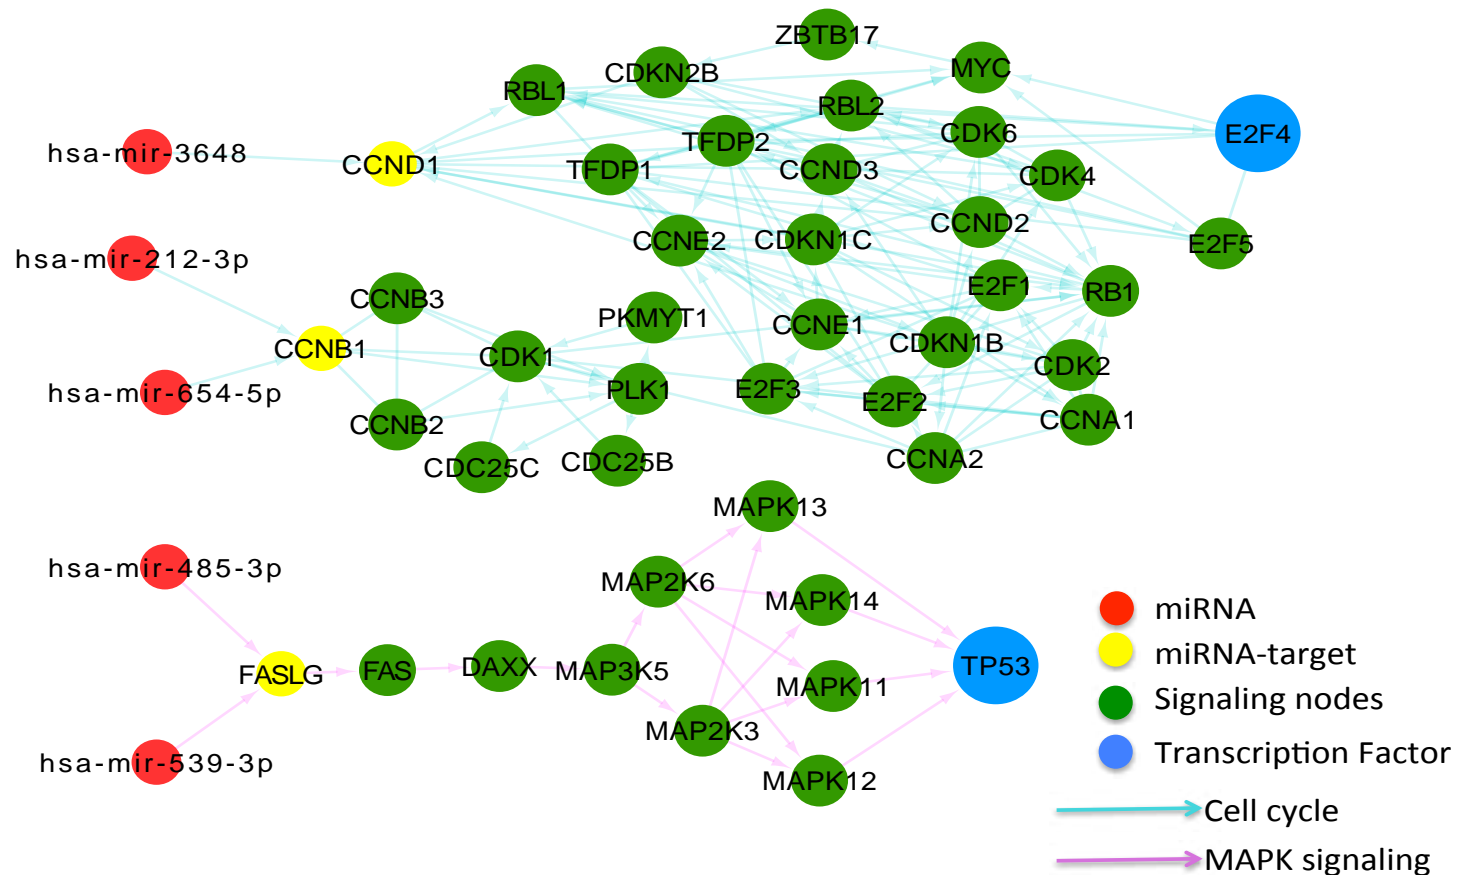 ZBTB17
CDKN2B
MYC
RBL1
RBL2
E2F4
CDK6
TFDP2
hsa-mir-3648
CCND1
TFDP1
CCND3
CDK4
CCND2
CCNE2
CDKN1C
E2F5
hsa-mir-212-3p
E2F1
RB1
CCNB3
PKMYT1
CCNE1
CDKN1B
CCNB1
CDK1
CDK2
hsa-mir-654-5p
PLK1
E2F3
E2F2
CCNA1
CCNB2
CCNA2
CDC25C
CDC25B
MAPK13
hsa-mir-485-3p
MAP2K6
MAPK14
FASLG
FAS
DAXX
MAP3K5
TP53
MAPK11
MAP2K3
hsa-mir-539-3p
MAPK12
miRNA
miRNA-target
Signaling nodes
Transcription Factor
Cell cycle
MAPK signaling